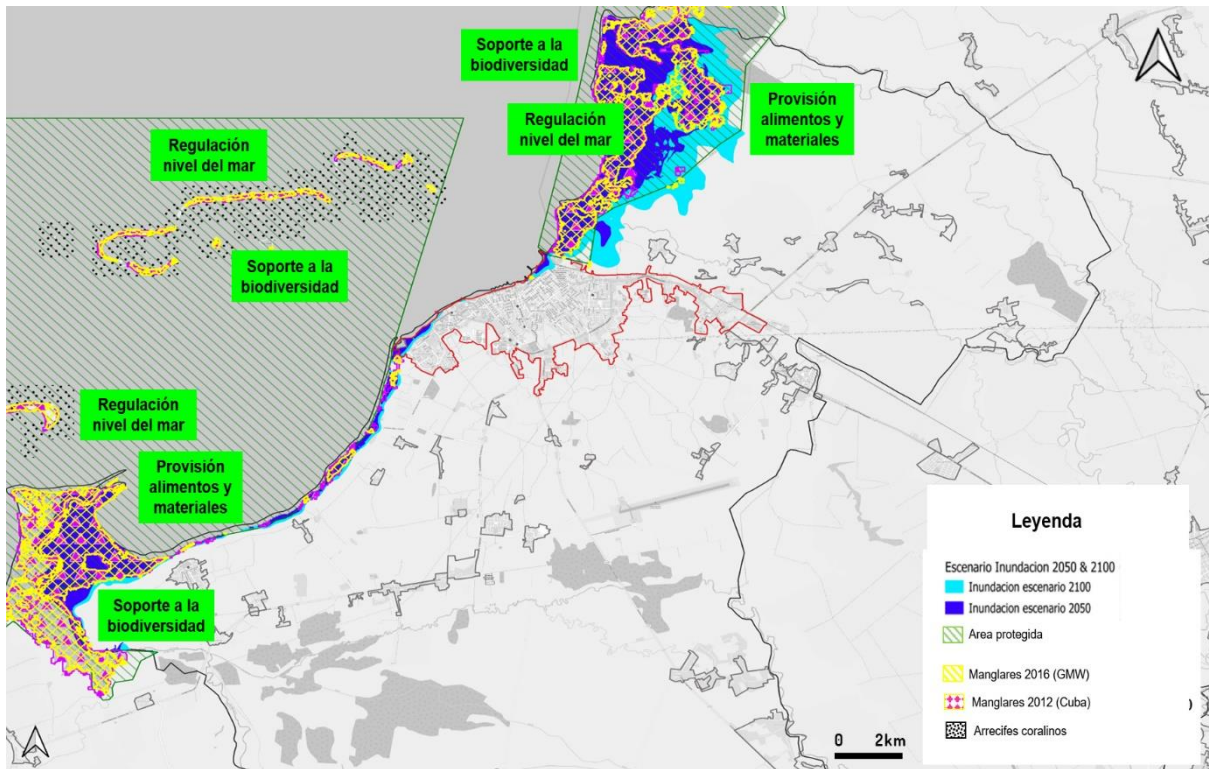 Soporte a la
biodiversidad
Regulación
nivel del mar
Provisión
alimentos y
materiales
Regulación
nivel del mar
Soporte a la
biodiversidad
Regulación
nivel del mar
Provisión
alimentos y
materiales
Soporte a la
biodiversidad
Leyenda
Escenario Inundacion 2050 & 2100
Inundacion escenario 2100
Inundacion escenario 2050
Area protegida
Manglares 2016 (GMW)
Manglares 2012 (Cuba)
Arrecifes coralinos
0 2km